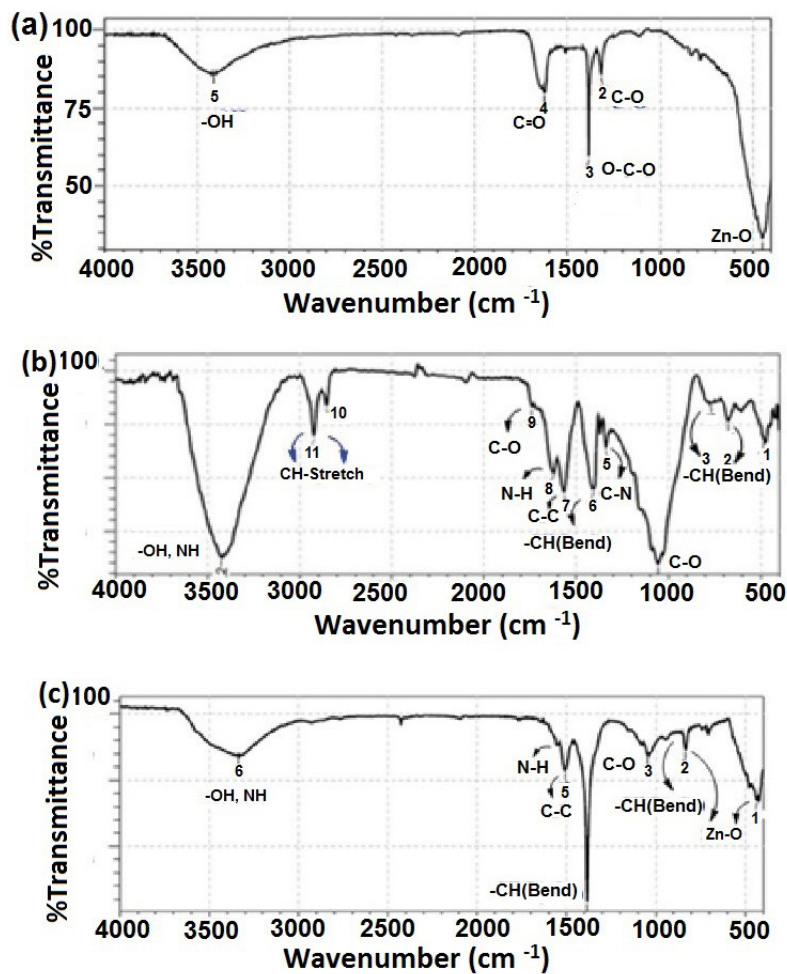 (a)
100
75
50
%Transmittance
5
-OH
4
C=O
2
C-O
3
O-C-O
Zn-O
4000 3500 3000 2500 2000 1500 1000 500
Wavenumber (cm -1)
(b)
100
%Transmittance
10
11
CH-Stretch
9
C-O
8
N-H
7
C-C
-CH(Bend)
6
5
C-N
3
2
1
-CH(Bend)
-OH, NH
C-O
4000 3500 3000 2500 2000 1500 1000 500
Wavenumber (cm -1)
(c)
100
%Transmittance
6
-OH, NH
N-H
5
C-C
-CH(Bend)
C-O
3
2
-CH(Bend)
Zn-O
1
4000 3500 3000 2500 2000 1500 1000 500
Wavenumber (cm -1)